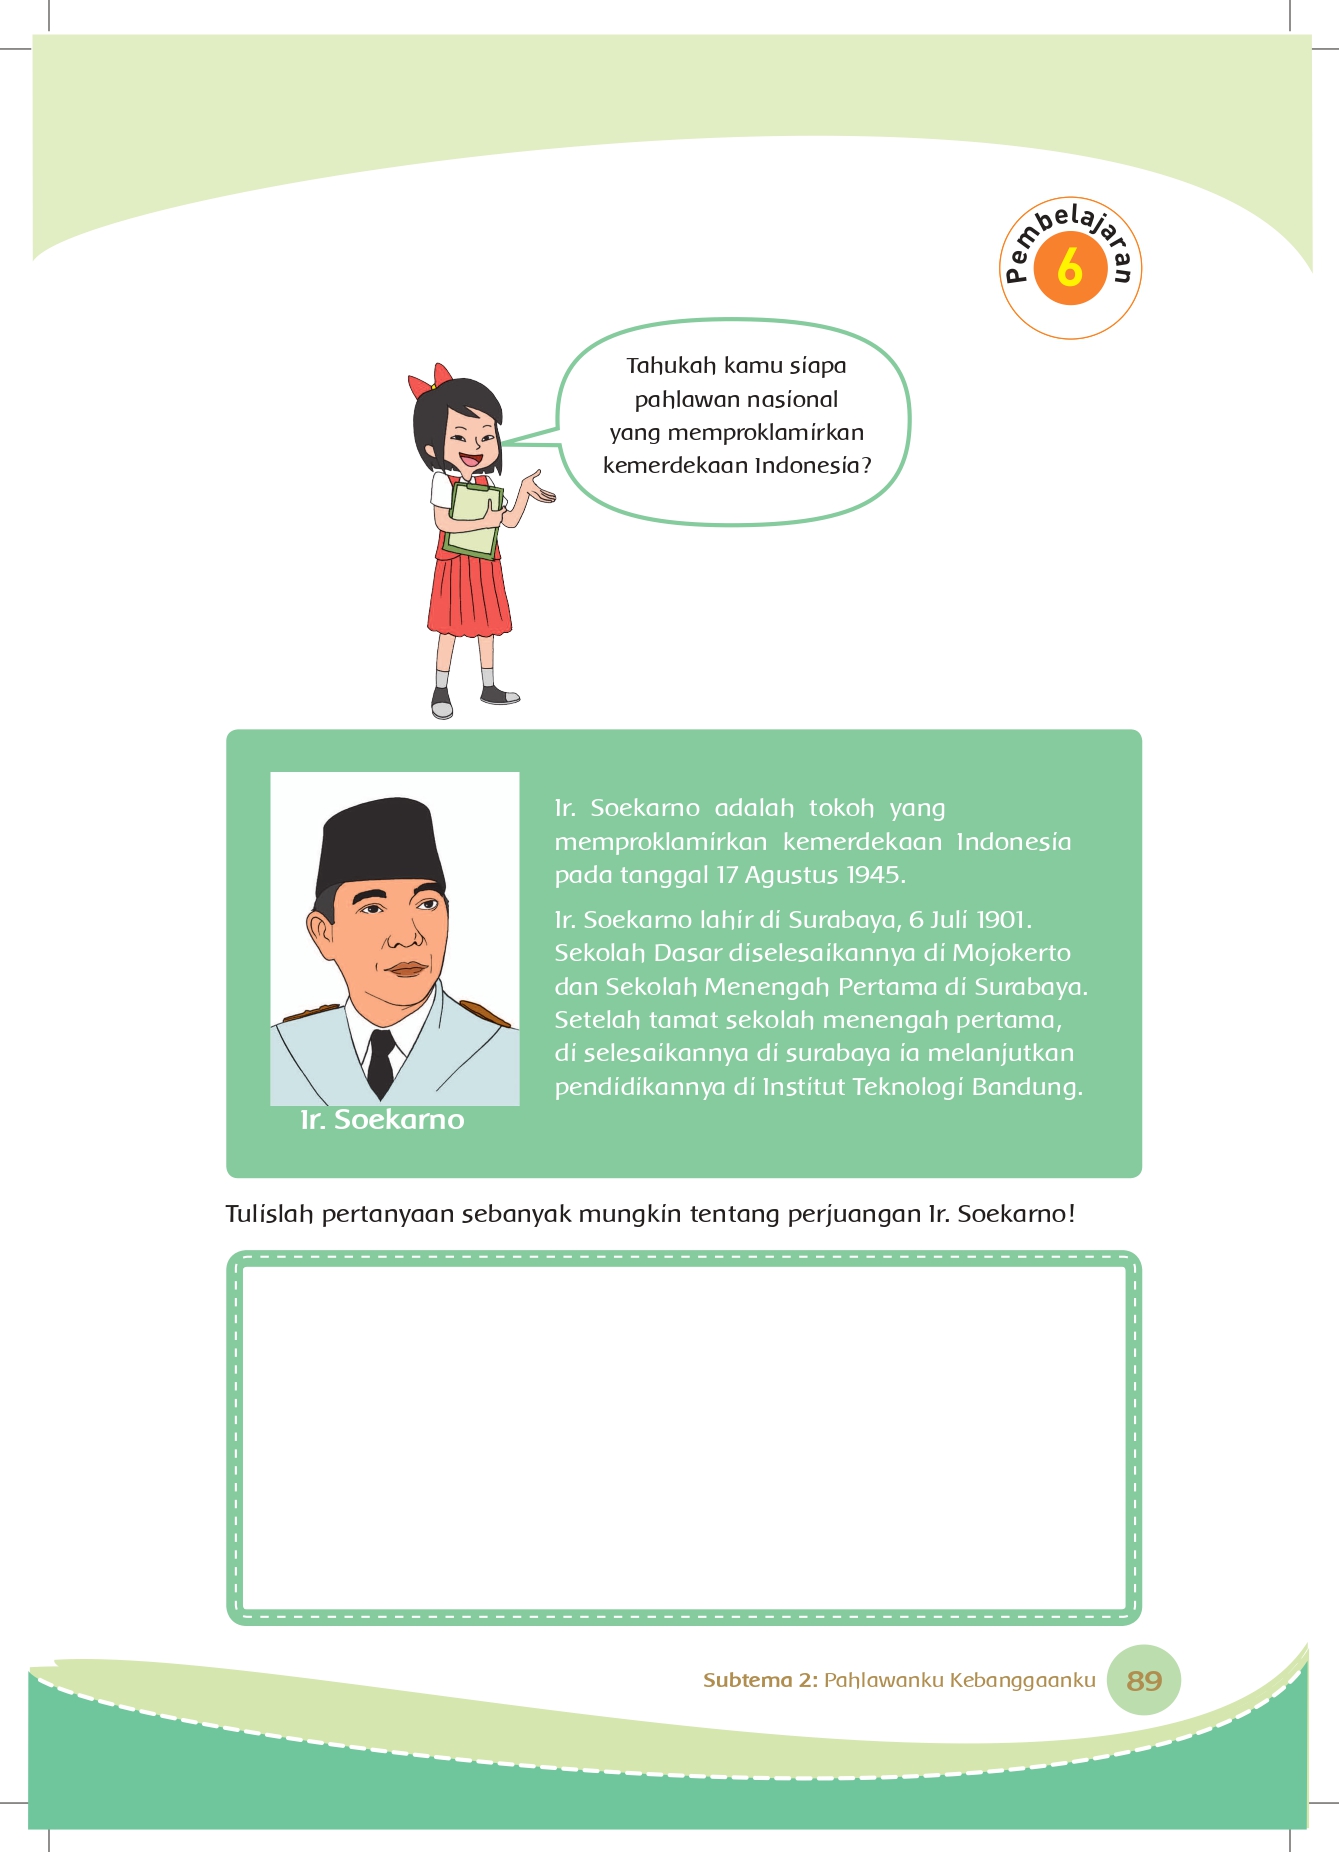 Pembelajaran
6
Tahukah kamu siapa
pahlawan nasional
yang memproklamirkan
kemerdekaan Indonesia?
Ir. Soekarno adalah tokoh yang
memproklamirkan kemerdekaan Indonesia
pada tanggal 17 Agustus 1945.
Ir. Soekarno lahir di Surabaya, 6 Juli 1901.
Sekolah Dasar diselesaikannya di Mojokerto
dan Sekolah Menengah Pertama di Surabaya.
Setelah tamat sekolah menengah pertama,
di selesaikannya di surabaya ia melanjutkan
pendidikannya di Institut Teknologi Bandung.
Ir. Soekarno
Tulislah pertanyaan sebanyak mungkin tentang perjuangan Ir. Soekarno!
Subtema 2: Pahlawanku Kebanggaanku
89